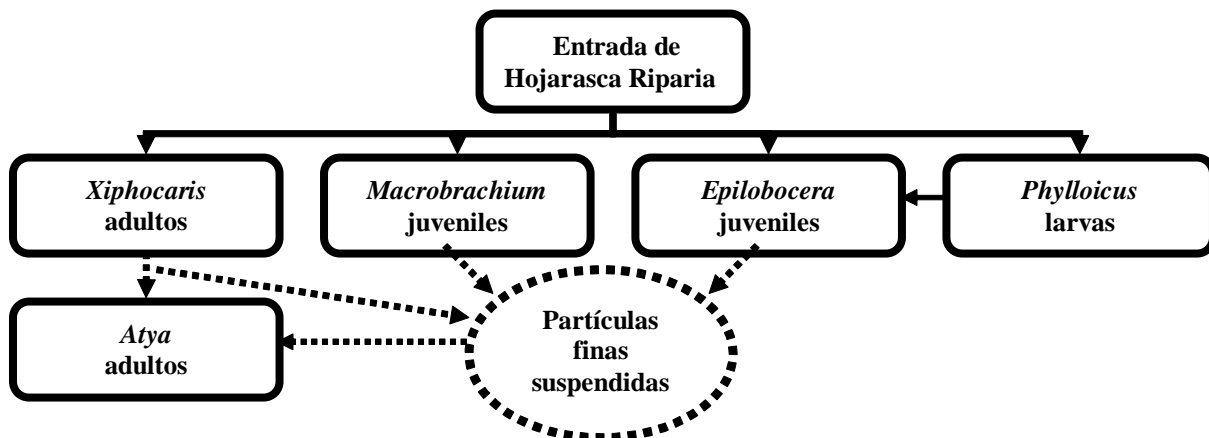 Entrada de
Hojarasca Riparia
Xiphocaris
adultos
Macrobrachium
juveniles
Epilobocera
juveniles
Phylloicus
larvas
Atya
adultos
Partículas
finas
suspendidas